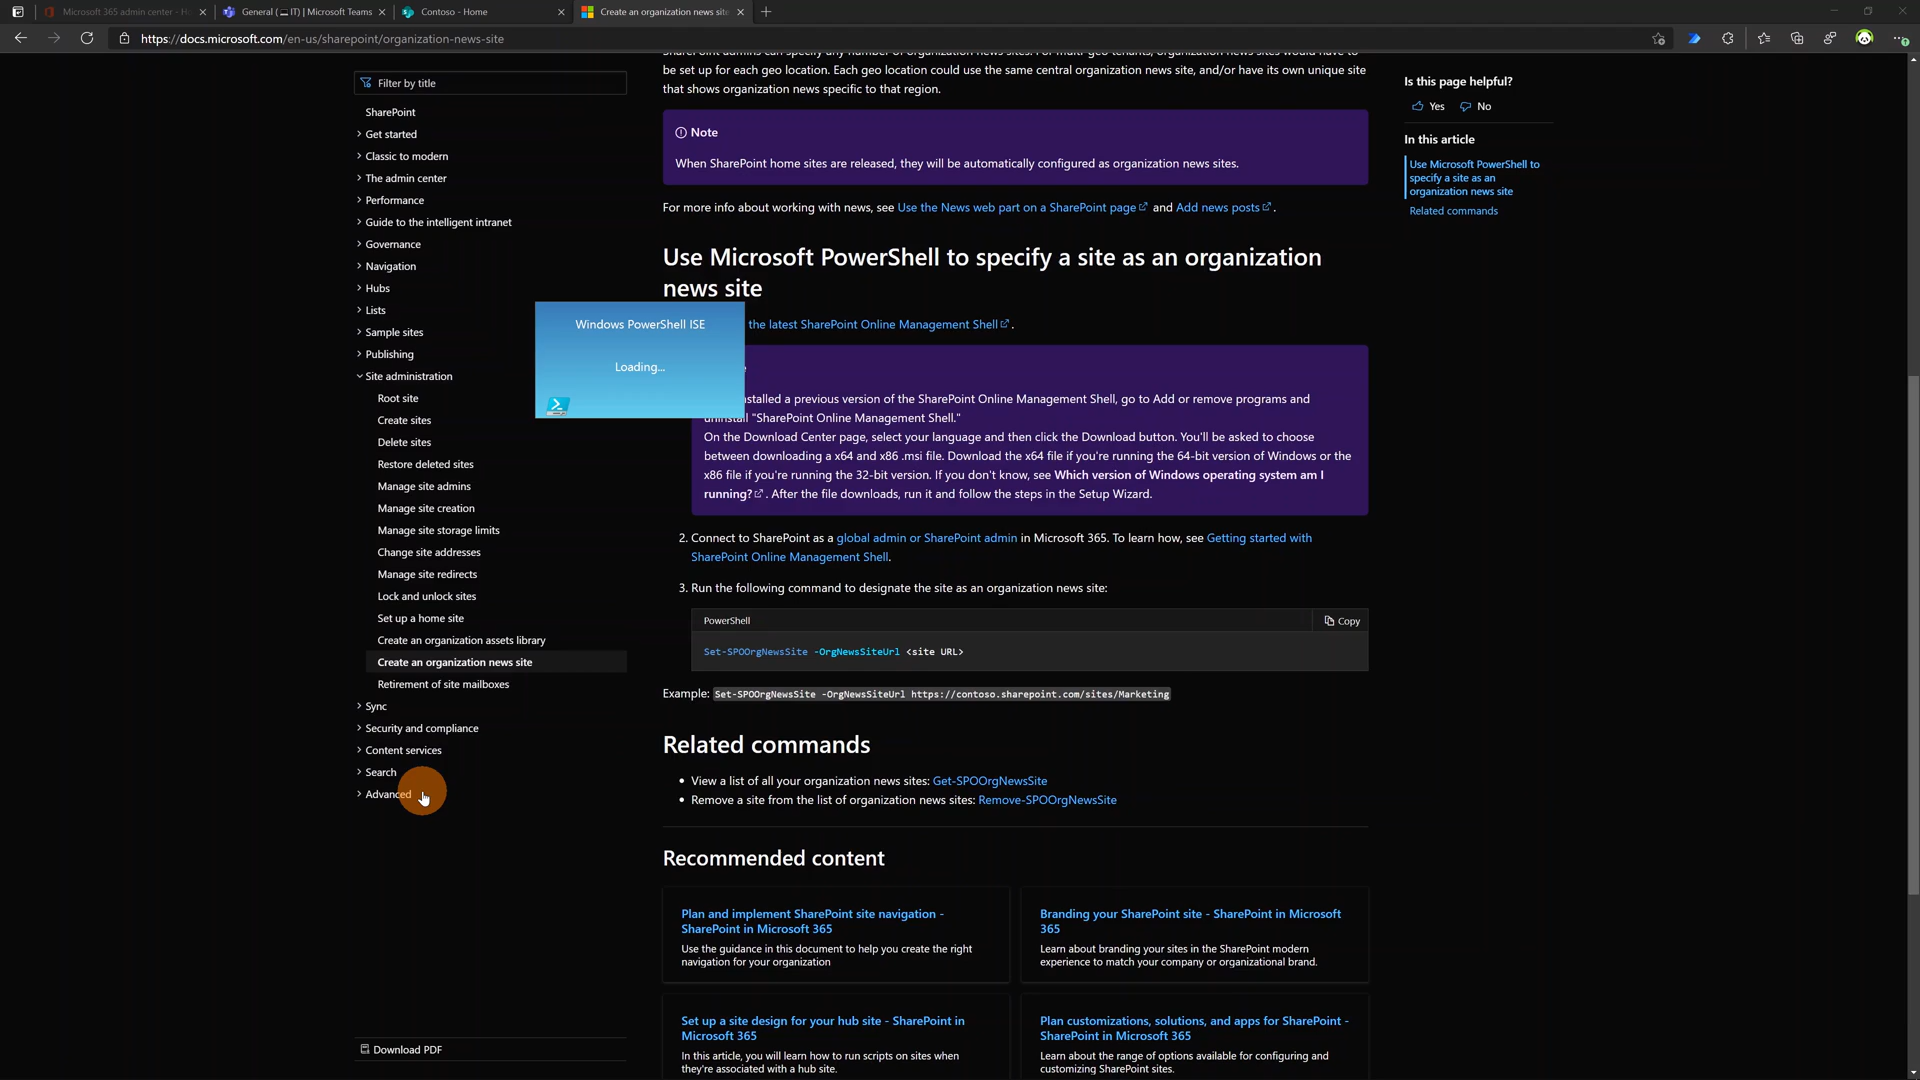 Microsoft 365 admin center - H
General (💻 IT) | Microsoft Teams
Contoso - Home
Create an organization news site
https://docs.microsoft.com/en-us/sharepoint/organization-news-site
Filter by title
SharePoint
Get started
Classic to modern
The admin center
Performance
Guide to the intelligent intranet
Governance
Navigation
Hubs
Lists
Sample sites
Publishing
Site administration
Root site
Create sites
Delete sites
Restore deleted sites
Manage site admins
Manage site creation
Manage site storage limits
Change site addresses
Manage site redirects
Lock and unlock sites
Set up a home site
Create an organization assets library
Create an organization news site
Retirement of site mailboxes
Sync
Security and compliance
Content services
Search
Advanced
Download PDF
SharePoint admins can specify any number of organization news sites. For multi-geo tenants, organization news sites would have to
be set up for each geo location. Each geo location could use the same central organization news site, and/or have its own unique site
that shows organization news specific to that region.
Note
When SharePoint home sites are released, they will be automatically configured as organization news sites.
For more info about working with news, see Use the News web part on a SharePoint page and Add news posts.
Use Microsoft PowerShell to specify a site as an organization
news site
Windows PowerShell ISE
Loading...
the latest SharePoint Online Management Shell.
e
nstalled a previous version of the SharePoint Online Management Shell, go to Add or remove programs and
uninstall "SharePoint Online Management Shell."
On the Download Center page, select your language and then click the Download button. You'll be asked to choose
between downloading a x64 and x86 .msi file. Download the x64 file if you're running the 64-bit version of Windows or the
x86 file if you're running the 32-bit version. If you don't know, see Which version of Windows operating system am I
running?. After the file downloads, run it and follow the steps in the Setup Wizard.
2. Connect to SharePoint as a global admin or SharePoint admin in Microsoft 365. To learn how, see Getting started with
SharePoint Online Management Shell.
3. Run the following command to designate the site as an organization news site:
PowerShell
Copy
Set-SPOOrgNewsSite -OrgNewsSiteUrl <site URL>
Example: Set-SPOOrgNewsSite -OrgNewsSiteUrl https://contoso.sharepoint.com/sites/Marketing
Related commands
• View a list of all your organization news sites: Get-SPOOrgNewsSite
• Remove a site from the list of organization news sites: Remove-SPOOrgNewsSite
Recommended content
Plan and implement SharePoint site navigation -
SharePoint in Microsoft 365
Use the guidance in this document to help you create the right
navigation for your organization
Branding your SharePoint site - SharePoint in Microsoft
365
Learn about branding your sites in the SharePoint modern
experience to match your company or organizational brand.
Set up a site design for your hub site - SharePoint in
Microsoft 365
In this article, you will learn how to run scripts on sites when
they're associated with a hub site.
Plan customizations, solutions, and apps for SharePoint -
SharePoint in Microsoft 365
Learn about the range of options available for configuring and
customizing SharePoint sites.
Is this page helpful?
Yes
No
In this article
Use Microsoft PowerShell to
specify a site as an
organization news site
Related commands